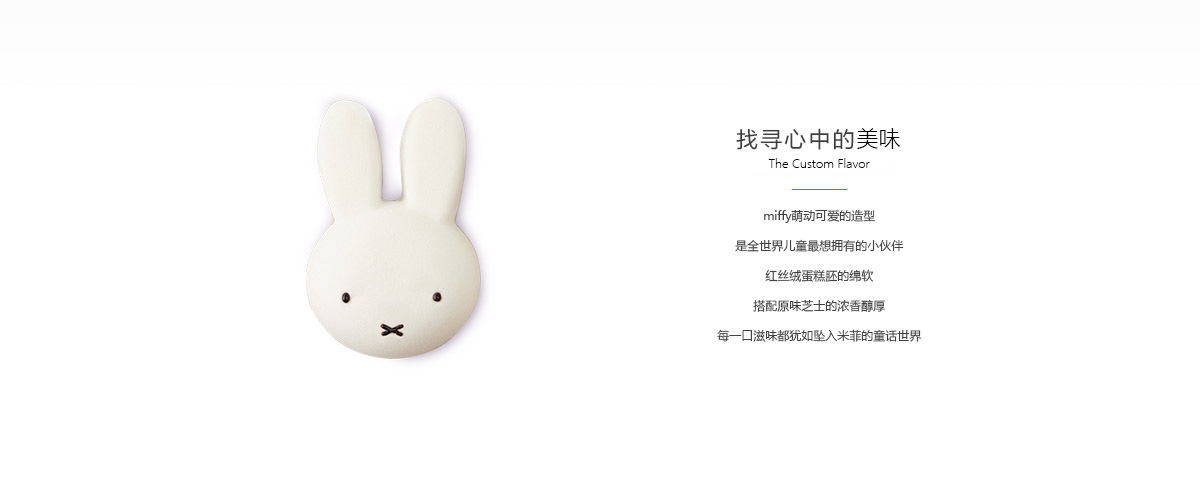 找寻心中的美味
The Custom Flavor
miffy萌动可爱的造型
是全世界儿童最想拥有的小伙伴
红丝绒蛋糕胚的绵软
搭配原味芝士的浓香醇厚
每一口滋味都犹如坠入米菲的童话世界